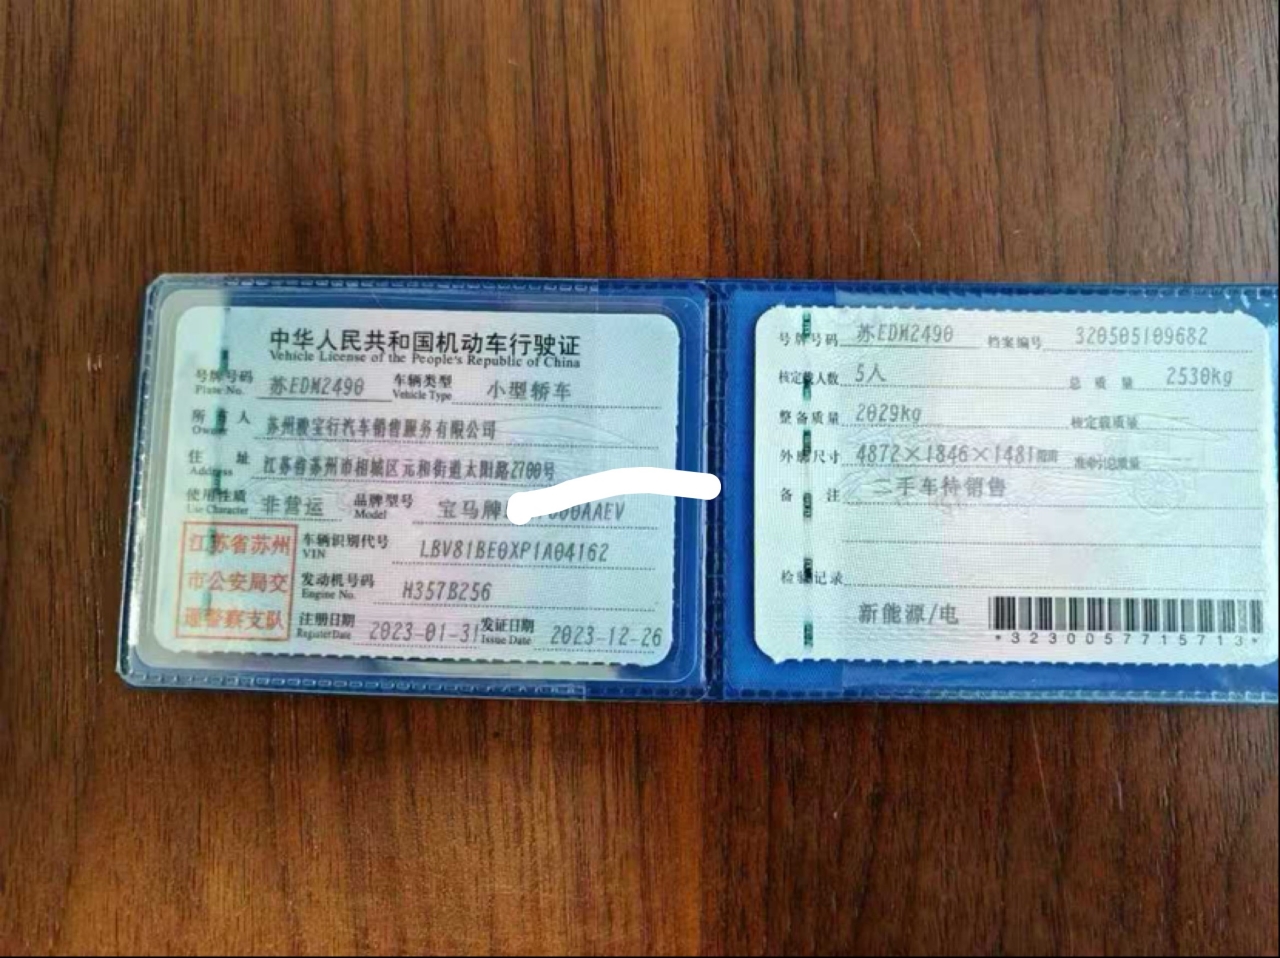 中华人民共和国机动车行驶证
Vehicle License of the People's Republic of China
号牌号码 苏EDM2490 车辆类型 小型轿车
Plate No. Vehicle Type
所有人 苏州骏宝行汽车销售服务有限公司
Owner
住址 江苏省苏州市相城区元和街道太阳路2700号
Address
使用性质 非营运 品牌型号 宝马牌
Use Character Model
江苏省苏州市公安局交通警察支队
车辆识别代号 LBV81BE0XP1A04162
VIN
发动机号码 H357B256
Engine No.
注册日期 2023-01-31 发证日期 2023-12-26
Register Date Issue Date
号牌号码 苏EDM2490 档案编号 320505109682
核定载人数 5人 总质量 2530kg
整备质量 2029kg 核定载质量
外廓尺寸 4872×1846×1481mm 准牵引总质量
备注 二手车待销售
检验记录
新能源/电
*3230057715713*